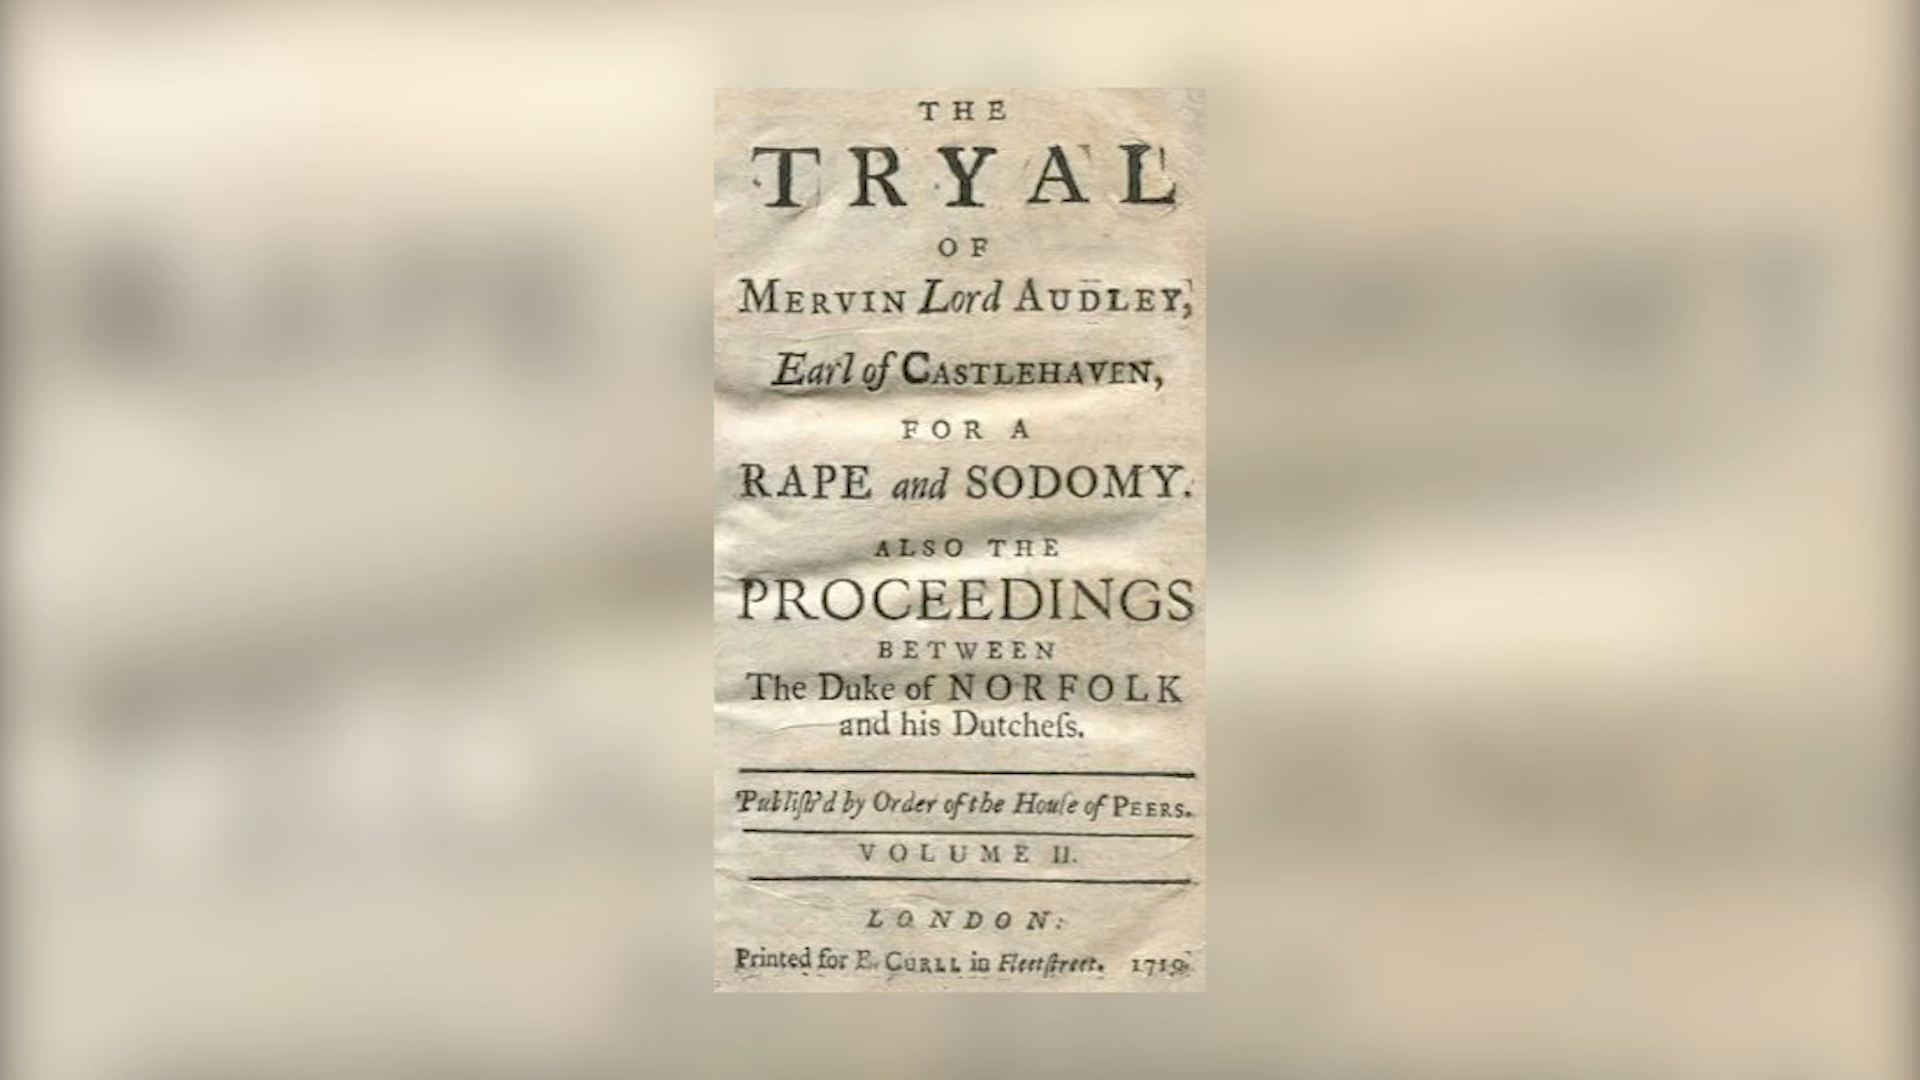 THE
TRYAL
OF
MERVIN Lord AUDLEY,
Earl of CASTLEHAVEN,
FOR A
RAPE and SODOMY.
ALSO THE
PROCEEDINGS
BETWEEN
The Duke of NORFOLK
and his Dutcheſs.
Publiſh'd by Order of the Houſe of PEERS.
VOLUME II.
LONDON:
Printed for E. CURLL in Fleetſtreet. 1719.